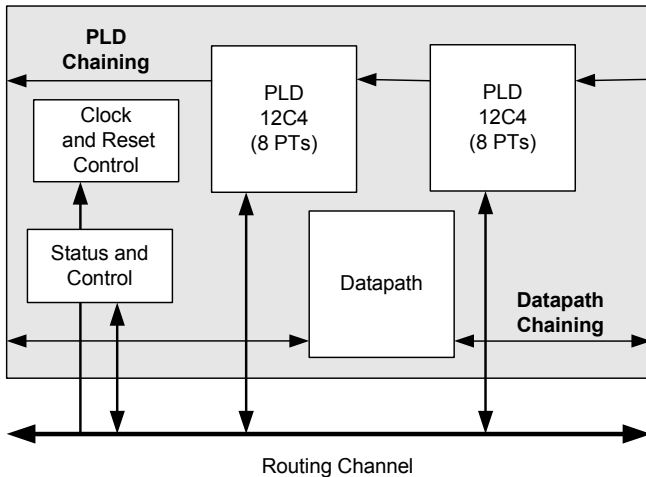 PLD
Chaining
PLD
12C4
(8 PTs)
PLD
12C4
(8 PTs)
Clock
and Reset
Control
Status and
Control
Datapath
Datapath
Chaining
Routing Channel